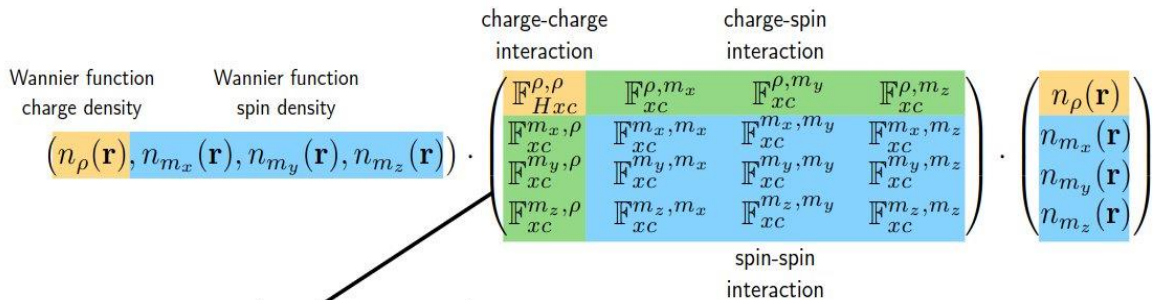 charge-charge interaction
charge-spin interaction
Wannier function charge density
Wannier function spin density
(n_ρ(𝐫), n_{m_x}(𝐫), n_{m_y}(𝐫), n_{m_z}(𝐫)) ·
𝔽_{Hxc}^{ρ,ρ} 𝔽_{xc}^{ρ,m_x} 𝔽_{xc}^{ρ,m_y} 𝔽_{xc}^{ρ,m_z}
𝔽_{xc}^{m_x,ρ} 𝔽_{xc}^{m_x,m_x} 𝔽_{xc}^{m_x,m_y} 𝔽_{xc}^{m_x,m_z}
𝔽_{xc}^{m_y,ρ} 𝔽_{xc}^{m_y,m_x} 𝔽_{xc}^{m_y,m_y} 𝔽_{xc}^{m_y,m_z}
𝔽_{xc}^{m_z,ρ} 𝔽_{xc}^{m_z,m_x} 𝔽_{xc}^{m_z,m_y} 𝔽_{xc}^{m_z,m_z}
·
n_ρ(𝐫)
n_{m_x}(𝐫)
n_{m_y}(𝐫)
n_{m_z}(𝐫)
spin-spin interaction